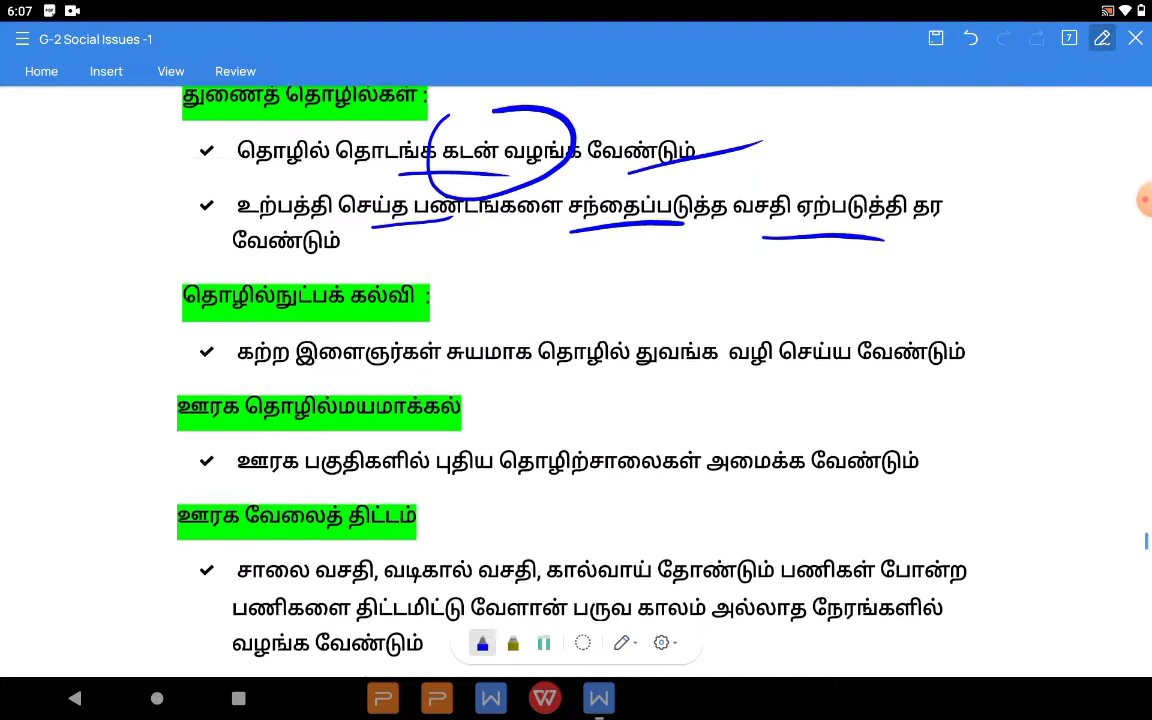 6:07
G-2 Social Issues -1
7
Home Insert View Review
துணைத் தொழில்கள் :
தொழில் தொடங்க கடன் வழங்க வேண்டும்
உற்பத்தி செய்த பண்டங்களை சந்தைப்படுத்த வசதி ஏற்படுத்தி தர
வேண்டும்
தொழில்நுட்பக் கல்வி :
கற்ற இளைஞர்கள் சுயமாக தொழில் துவங்க வழி செய்ய வேண்டும்
ஊரக தொழில்மயமாக்கல்
ஊரக பகுதிகளில் புதிய தொழிற்சாலைகள் அமைக்க வேண்டும்
ஊரக வேலைத் திட்டம்
சாலை வசதி, வடிகால் வசதி, கால்வாய் தோண்டும் பணிகள் போன்ற
பணிகளை திட்டமிட்டு வேளான் பருவ காலம் அல்லாத நேரங்களில்
வழங்க வேண்டும்